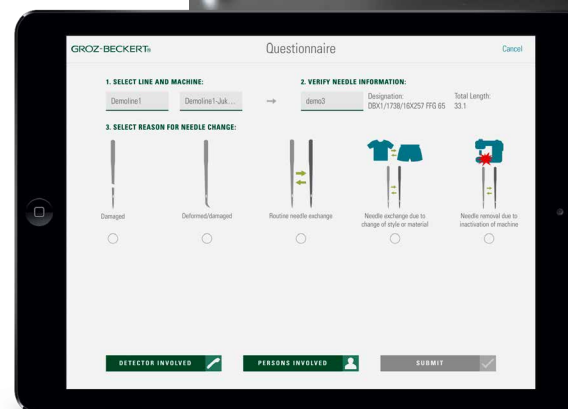 GROZ-BECKERT®
Questionnaire
Cancel
1. SELECT LINE AND MACHINE:
2. VERIFY NEEDLE INFORMATION:
Demoline1
Demoline1-Juk...
→
demo3
Designation:
DBX1/1738/16X257 FFG 65
Total Length:
33.1
3. SELECT REASON FOR NEEDLE CHANGE:
Damaged
Deformed/damaged
Routine needle exchange
Needle exchange due to
change of style or material
Needle removal due to
inactivation of machine
DETECTOR INVOLVED
PERSONS INVOLVED
SUBMIT